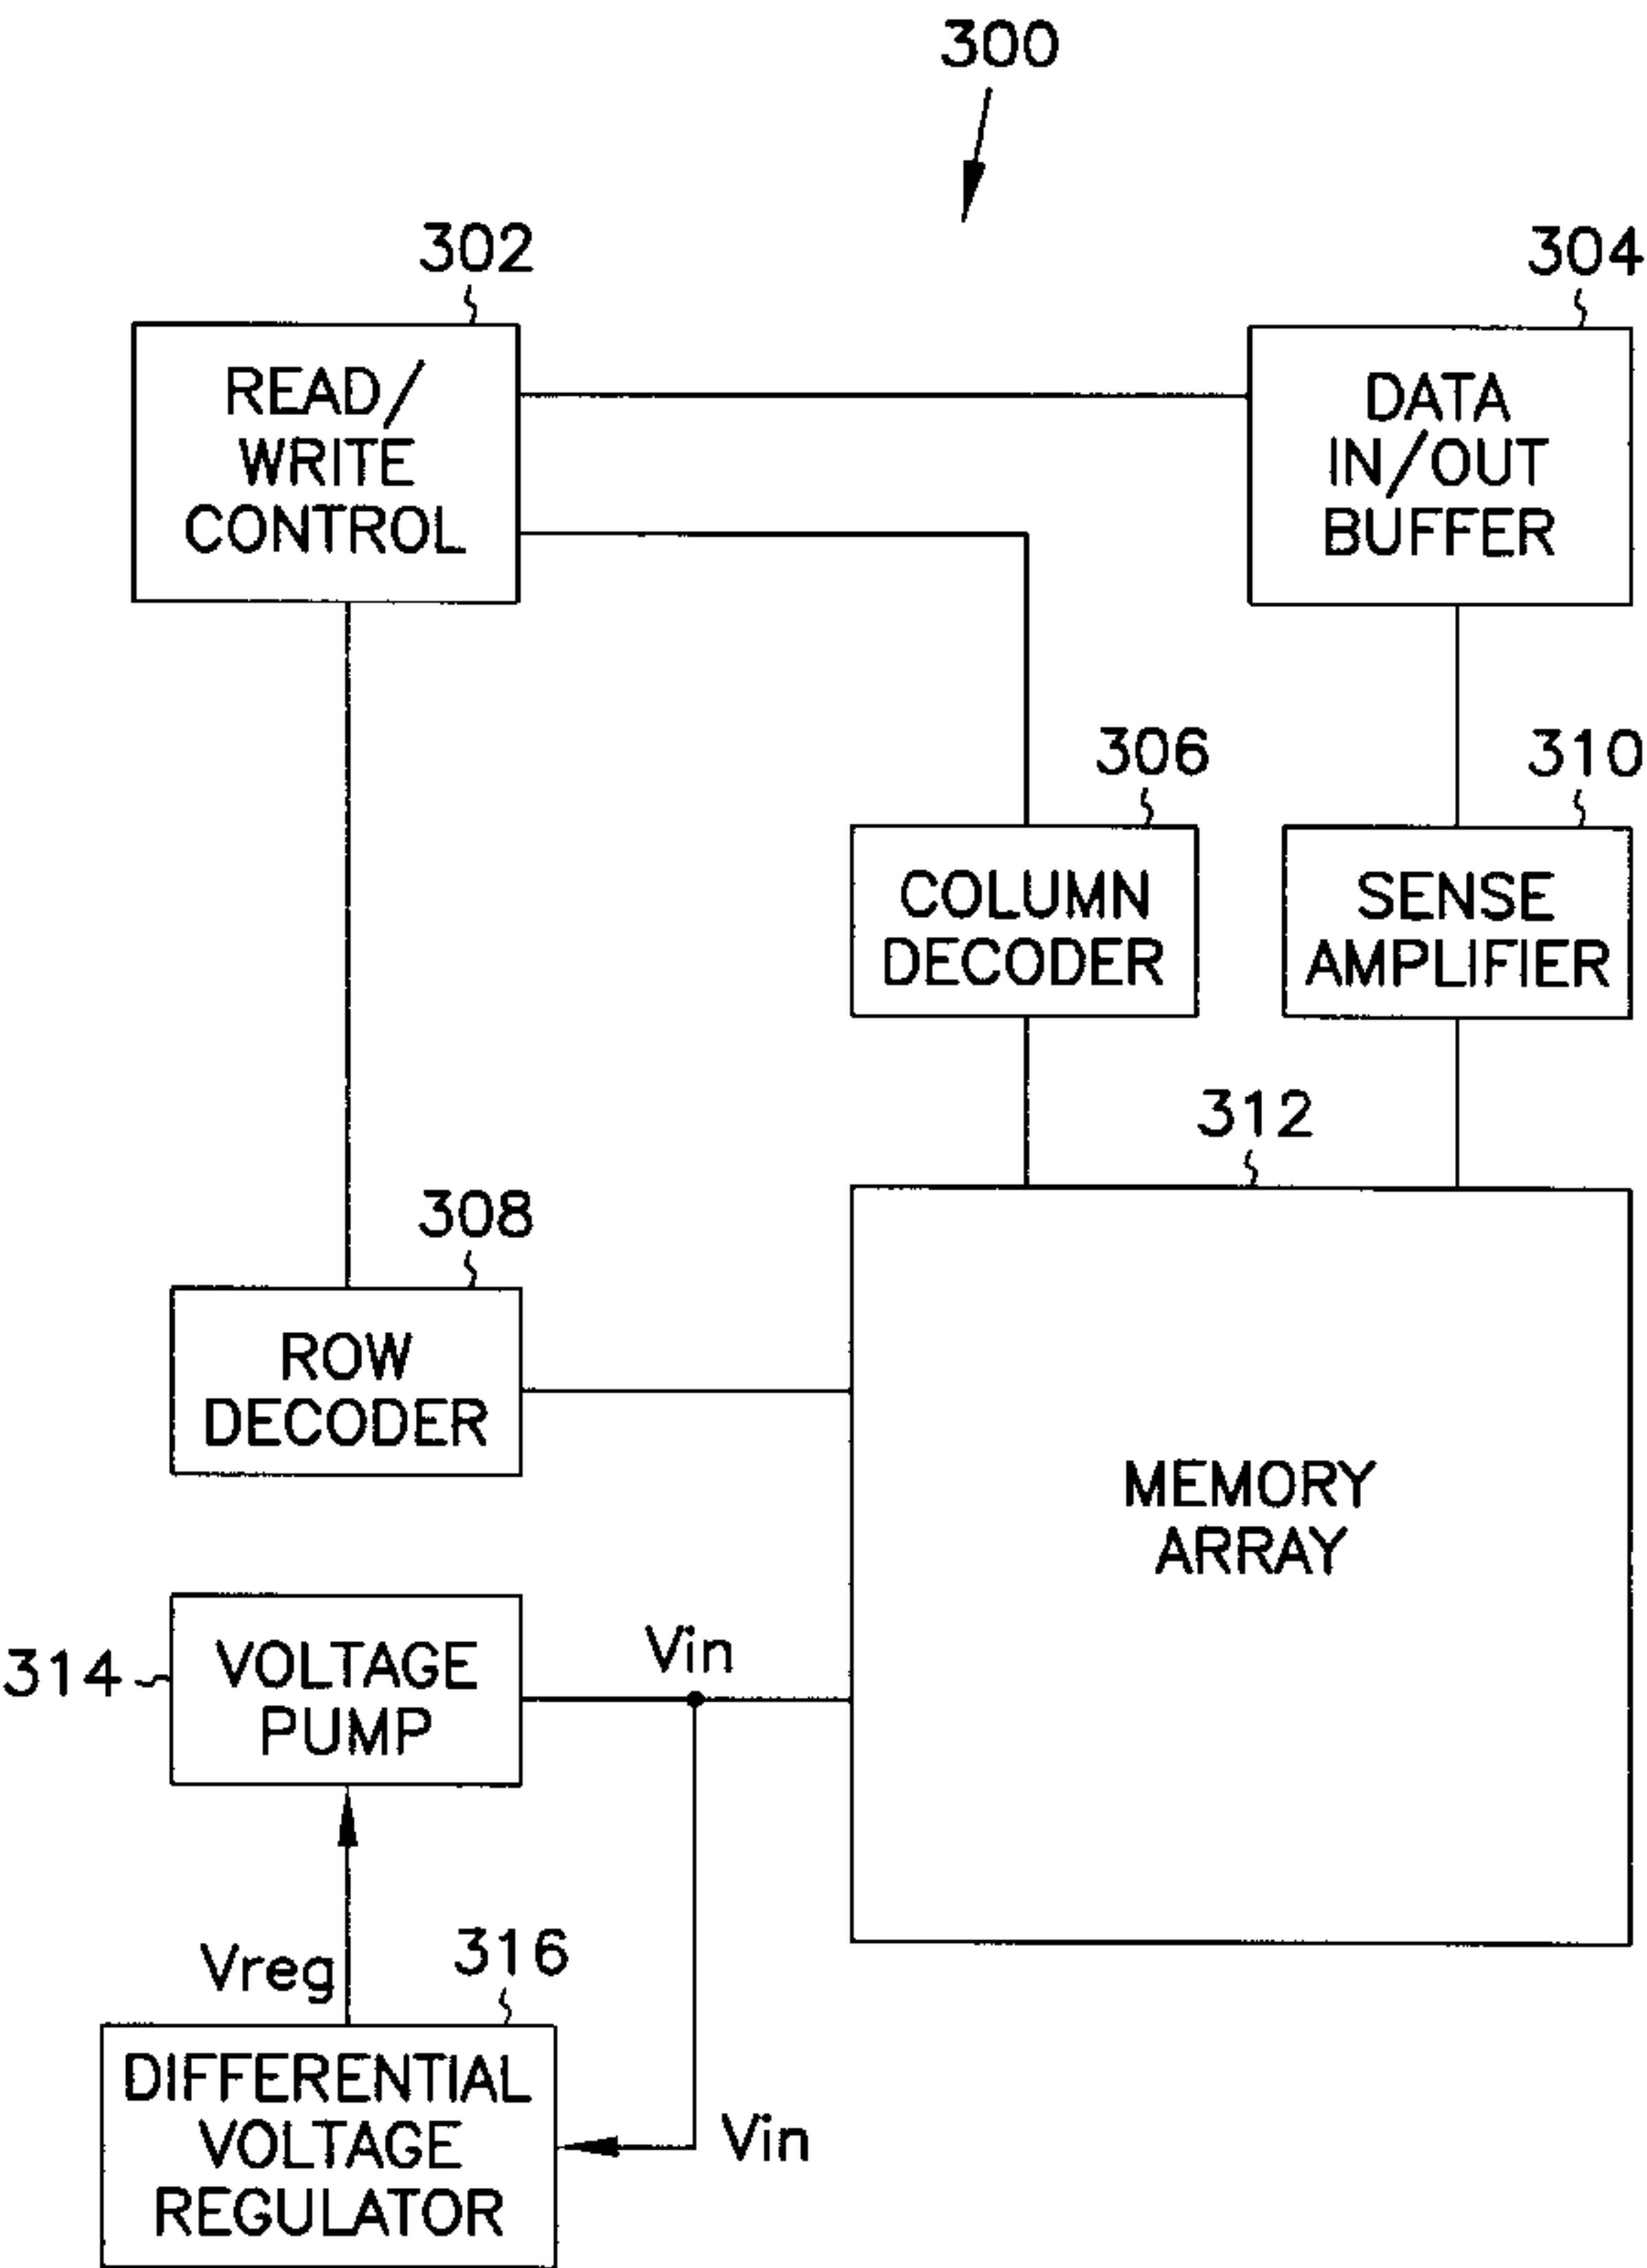 300
302
304
READ/
WRITE
CONTROL
DATA
IN/OUT
BUFFER
306
310
COLUMN
DECODER
SENSE
AMPLIFIER
312
308
ROW
DECODER
MEMORY
ARRAY
314
VOLTAGE
PUMP
Vin
Vreg
316
DIFFERENTIAL
VOLTAGE
REGULATOR
Vin